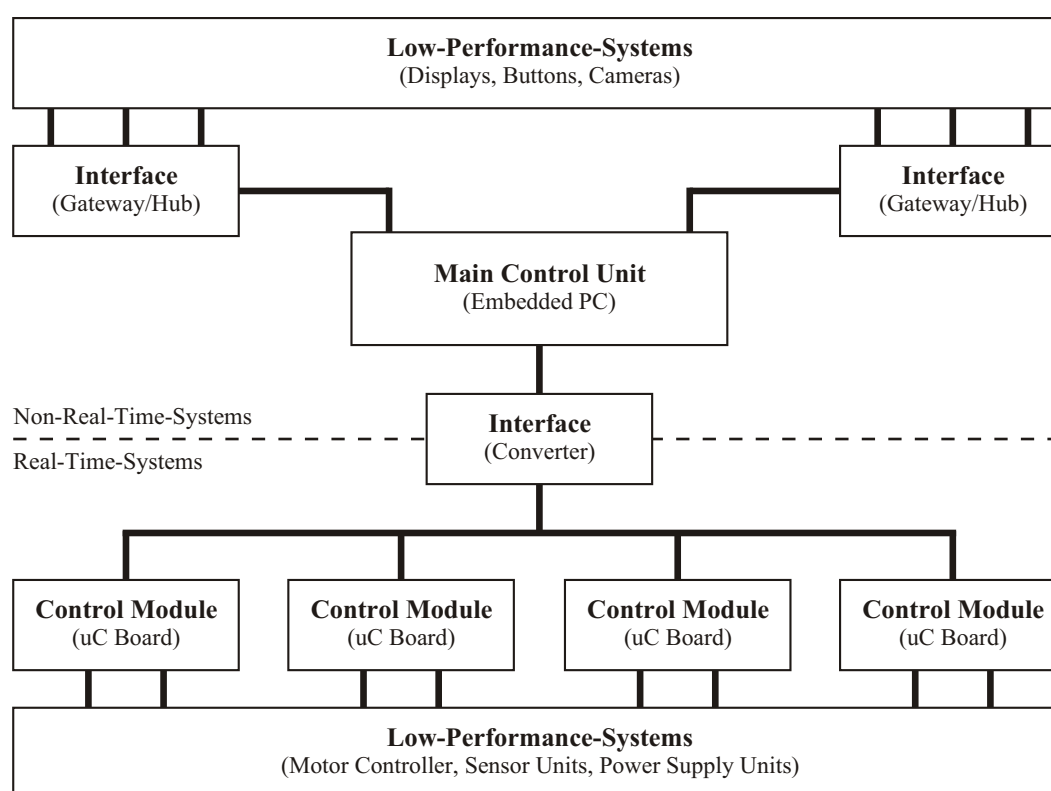 Low-Performance-Systems
(Displays, Buttons, Cameras)
Interface
(Gateway/Hub)
Interface
(Gateway/Hub)
Main Control Unit
(Embedded PC)
Non-Real-Time-Systems
Interface
(Converter)
Real-Time-Systems
Control Module
(uC Board)
Control Module
(uC Board)
Control Module
(uC Board)
Control Module
(uC Board)
Low-Performance-Systems
(Motor Controller, Sensor Units, Power Supply Units)